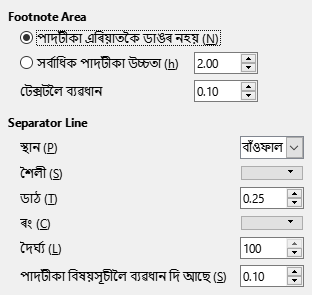 Footnote Area
পাদটীকা এৰিয়াতকৈ ডাঙৰ নহয় (N)
সৰ্বাধিক পাদটীকা উচ্চতা (h) 2.00
টেক্সটলৈ ব্যৱধান 0.10
Separator Line
স্থান (P) বাঁওফাল
শৈলী (S)
ডাঠ (T) 0.25
ৰং (C)
দৈৰ্ঘ্য (L) 100
পাদটীকা বিষয়সূচীলৈ ব্যৱধান দি আছে (S) 0.10